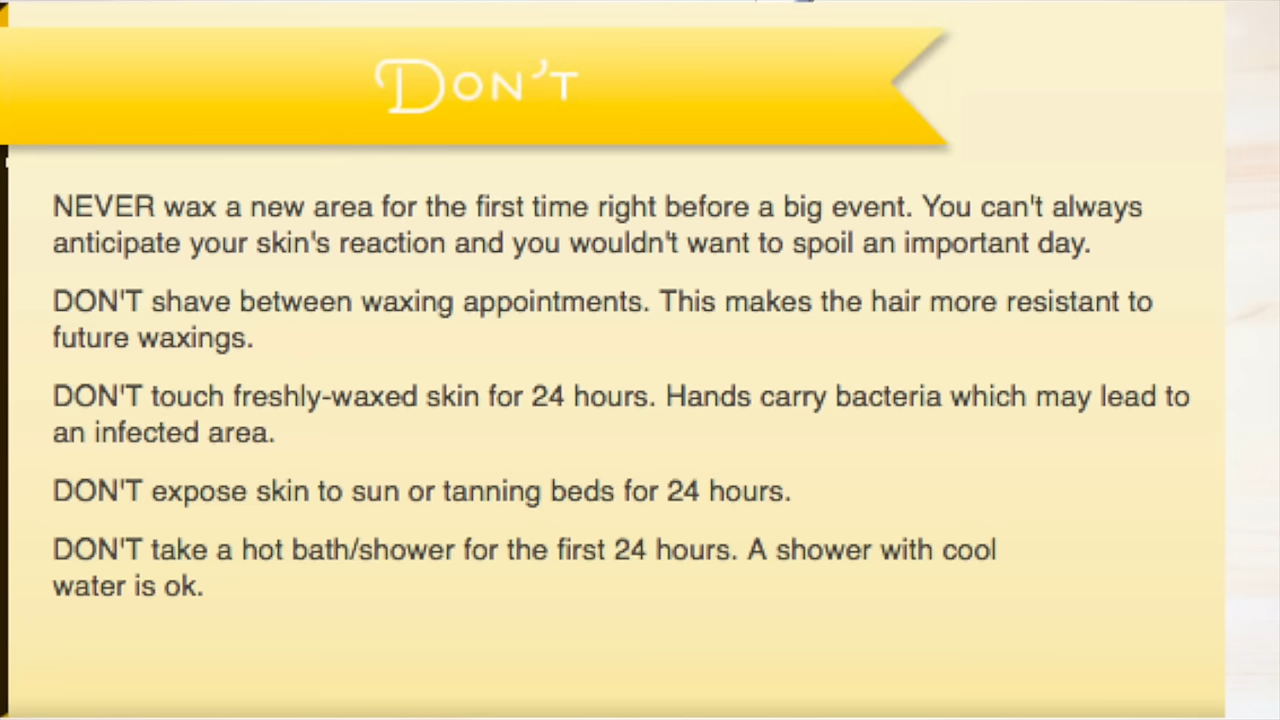 DON'T
NEVER wax a new area for the first time right before a big event. You can't always
anticipate your skin's reaction and you wouldn't want to spoil an important day.
DON'T shave between waxing appointments. This makes the hair more resistant to
future waxings.
DON'T touch freshly-waxed skin for 24 hours. Hands carry bacteria which may lead to
an infected area.
DON'T expose skin to sun or tanning beds for 24 hours.
DON'T take a hot bath/shower for the first 24 hours. A shower with cool
water is ok.